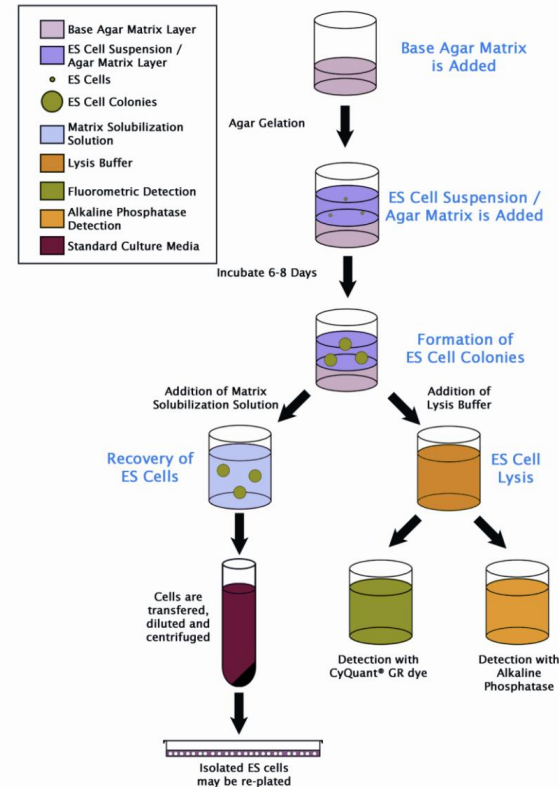 Base Agar Matrix Layer
ES Cell Suspension /
Agar Matrix Layer
ES Cells
ES Cell Colonies
Matrix Solubilization
Solution
Lysis Buffer
Fluorometric Detection
Alkaline Phosphatase
Detection
Standard Culture Media
Base Agar Matrix
is Added
Agar Gelation
ES Cell Suspension /
Agar Matrix is Added
Incubate 6-8 Days
Formation of
ES Cell Colonies
Addition of Matrix
Solubilization Solution
Addition of
Lysis Buffer
Recovery of
ES Cells
ES Cell
Lysis
Cells are
transfered,
diluted and
centrifuged
Detection with
CyQuant® GR dye
Detection with
Alkaline
Phosphatase
Isolated ES cells
may be re-plated